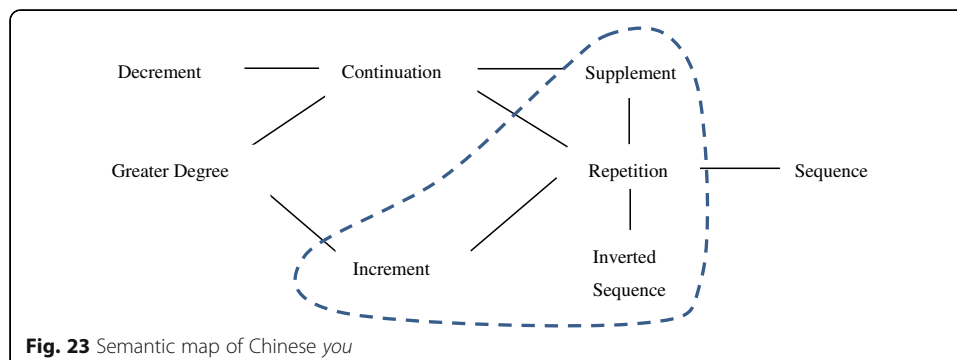 Decrement Continuation Supplement
Greater Degree Repetition Sequence
Increment Inverted
Sequence
Fig. 23 Semantic map of Chinese you